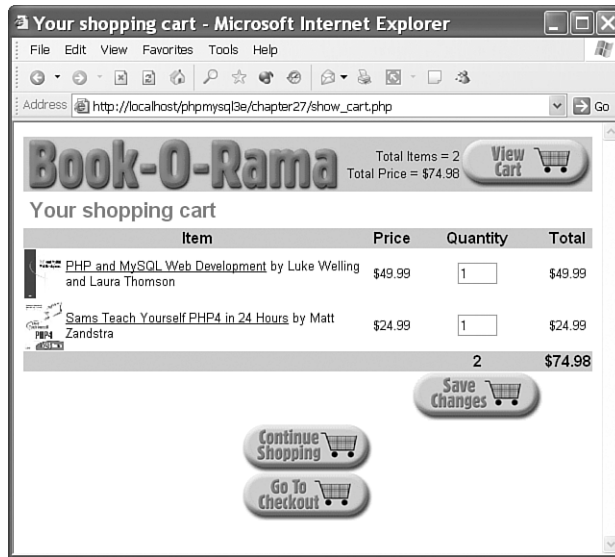 Your shopping cart - Microsoft Internet Explorer
File Edit View Favorites Tools Help
Address http://localhost/phpmysql3e/chapter27/show_cart.php Go
Book-O-Rama
Total Items = 2
Total Price = $74.98
View
Cart
Your shopping cart
Item Price Quantity Total
PHP and MySQL Web Development by Luke Welling $49.99 1 $49.99
and Laura Thomson
Sams Teach Yourself PHP4 in 24 Hours by Matt $24.99 1 $24.99
Zandstra
PHP4
2 $74.98
Save
Changes
Continue
Shopping
Go To
Checkout